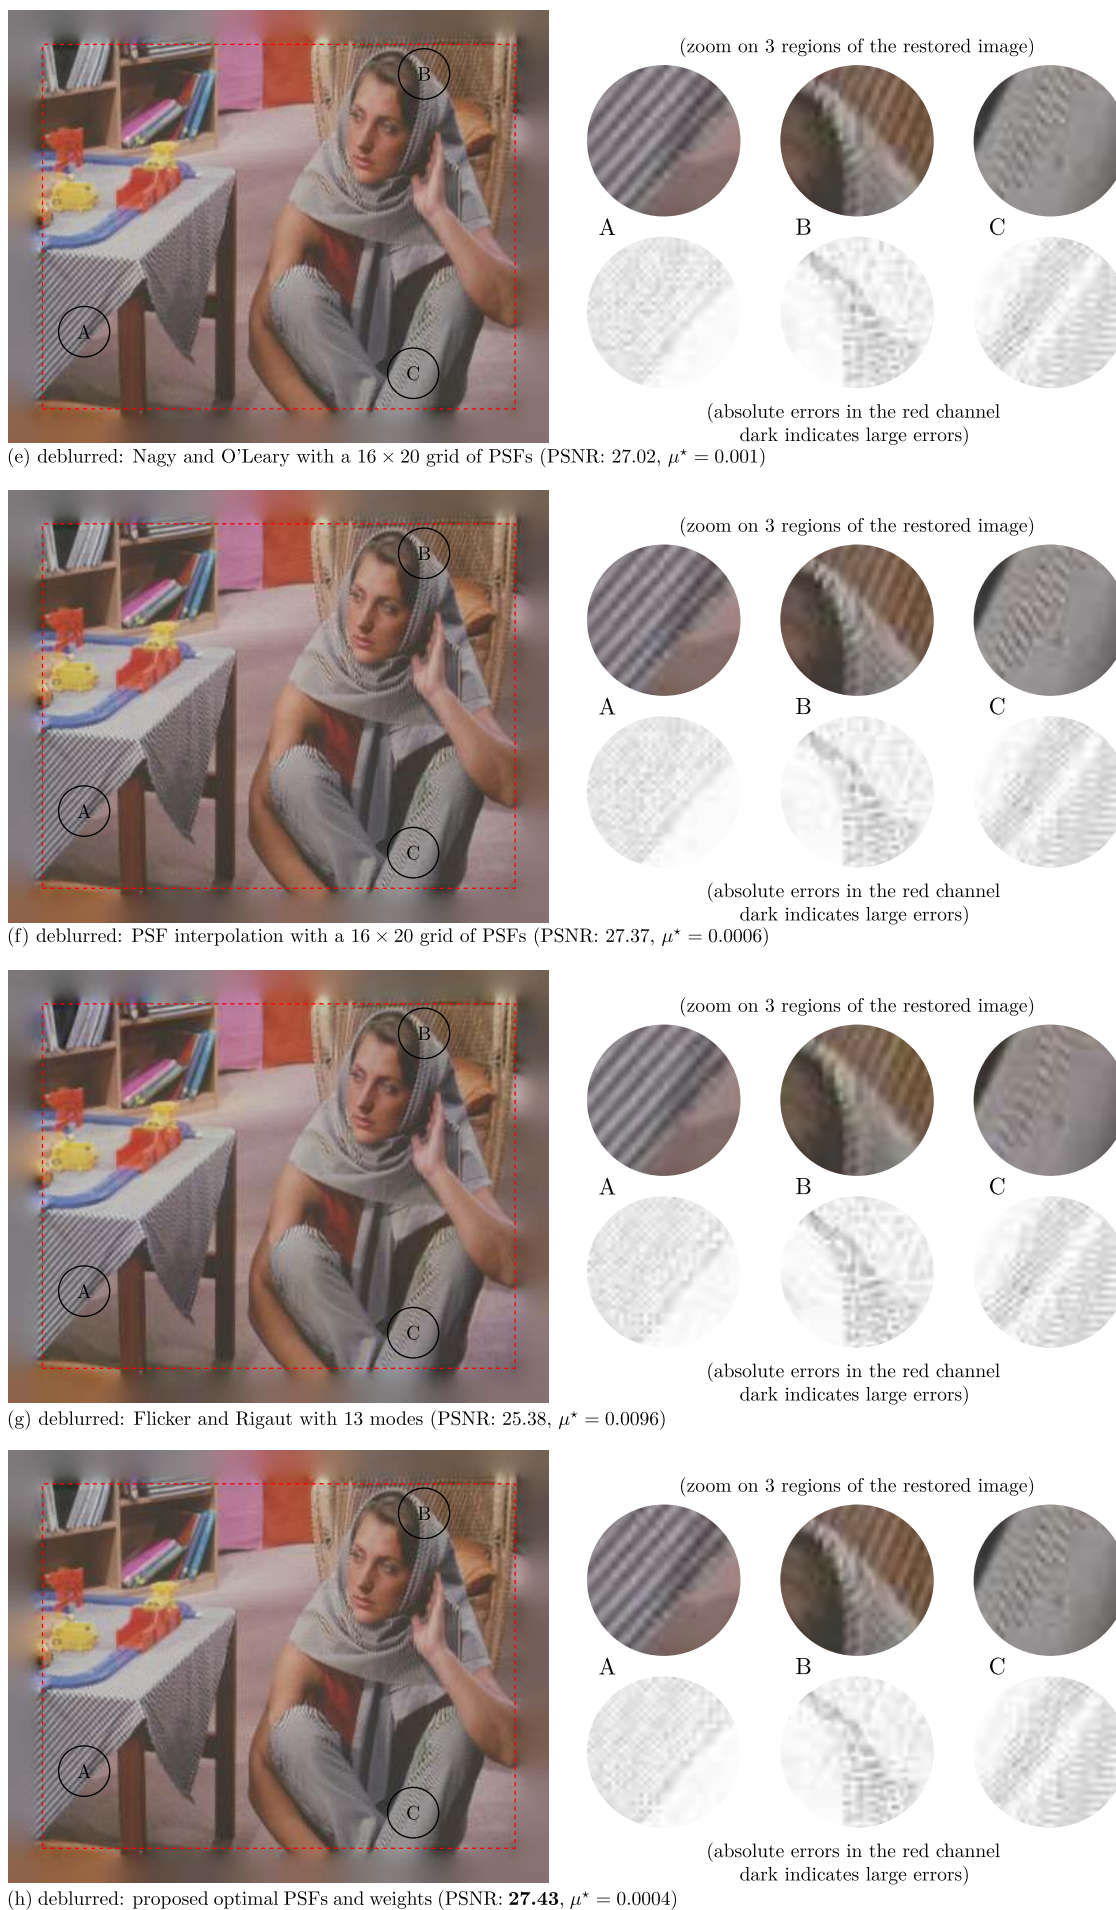 (zoom on 3 regions of the restored image)
B
A
C
A
B
C
(absolute errors in the red channel
dark indicates large errors)
(e) deblurred: Nagy and O'Leary with a 16 × 20 grid of PSFs (PSNR: 27.02, μ* = 0.001)
(zoom on 3 regions of the restored image)
B
A
C
A
B
C
(absolute errors in the red channel
dark indicates large errors)
(f) deblurred: PSF interpolation with a 16 × 20 grid of PSFs (PSNR: 27.37, μ* = 0.0006)
(zoom on 3 regions of the restored image)
B
A
C
A
B
C
(absolute errors in the red channel
dark indicates large errors)
(g) deblurred: Flicker and Rigaut with 13 modes (PSNR: 25.38, μ* = 0.0096)
(zoom on 3 regions of the restored image)
B
A
C
A
B
C
(absolute errors in the red channel
dark indicates large errors)
(h) deblurred: proposed optimal PSFs and weights (PSNR: 27.43, μ* = 0.0004)